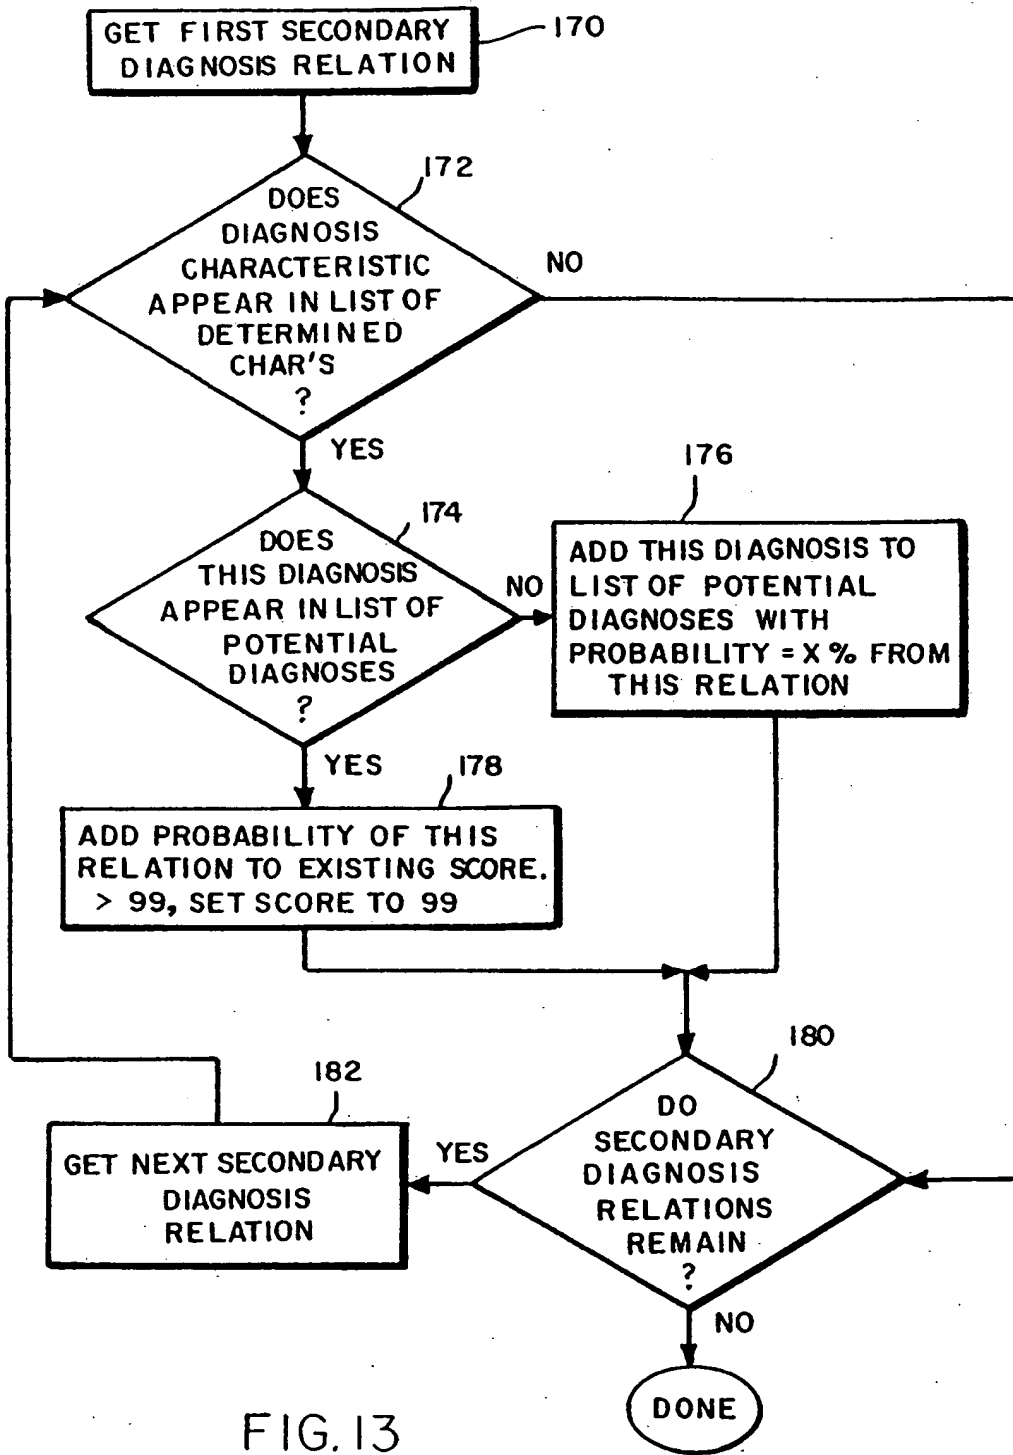 GET FIRST SECONDARY
DIAGNOSIS RELATION
170
172
DOES
DIAGNOSIS
CHARACTERISTIC
APPEAR IN LIST OF
DETERMINED
CHAR'S
?
NO
YES
174
DOES
THIS DIAGNOSIS
APPEAR IN LIST OF
POTENTIAL
DIAGNOSES
?
NO
176
ADD THIS DIAGNOSIS TO
LIST OF POTENTIAL
DIAGNOSES WITH
PROBABILITY = X % FROM
THIS RELATION
YES
178
ADD PROBABILITY OF THIS
RELATION TO EXISTING SCORE.
> 99, SET SCORE TO 99
180
DO
SECONDARY
DIAGNOSIS
RELATIONS
REMAIN
?
YES
182
GET NEXT SECONDARY
DIAGNOSIS
RELATION
NO
DONE
FIG. 13